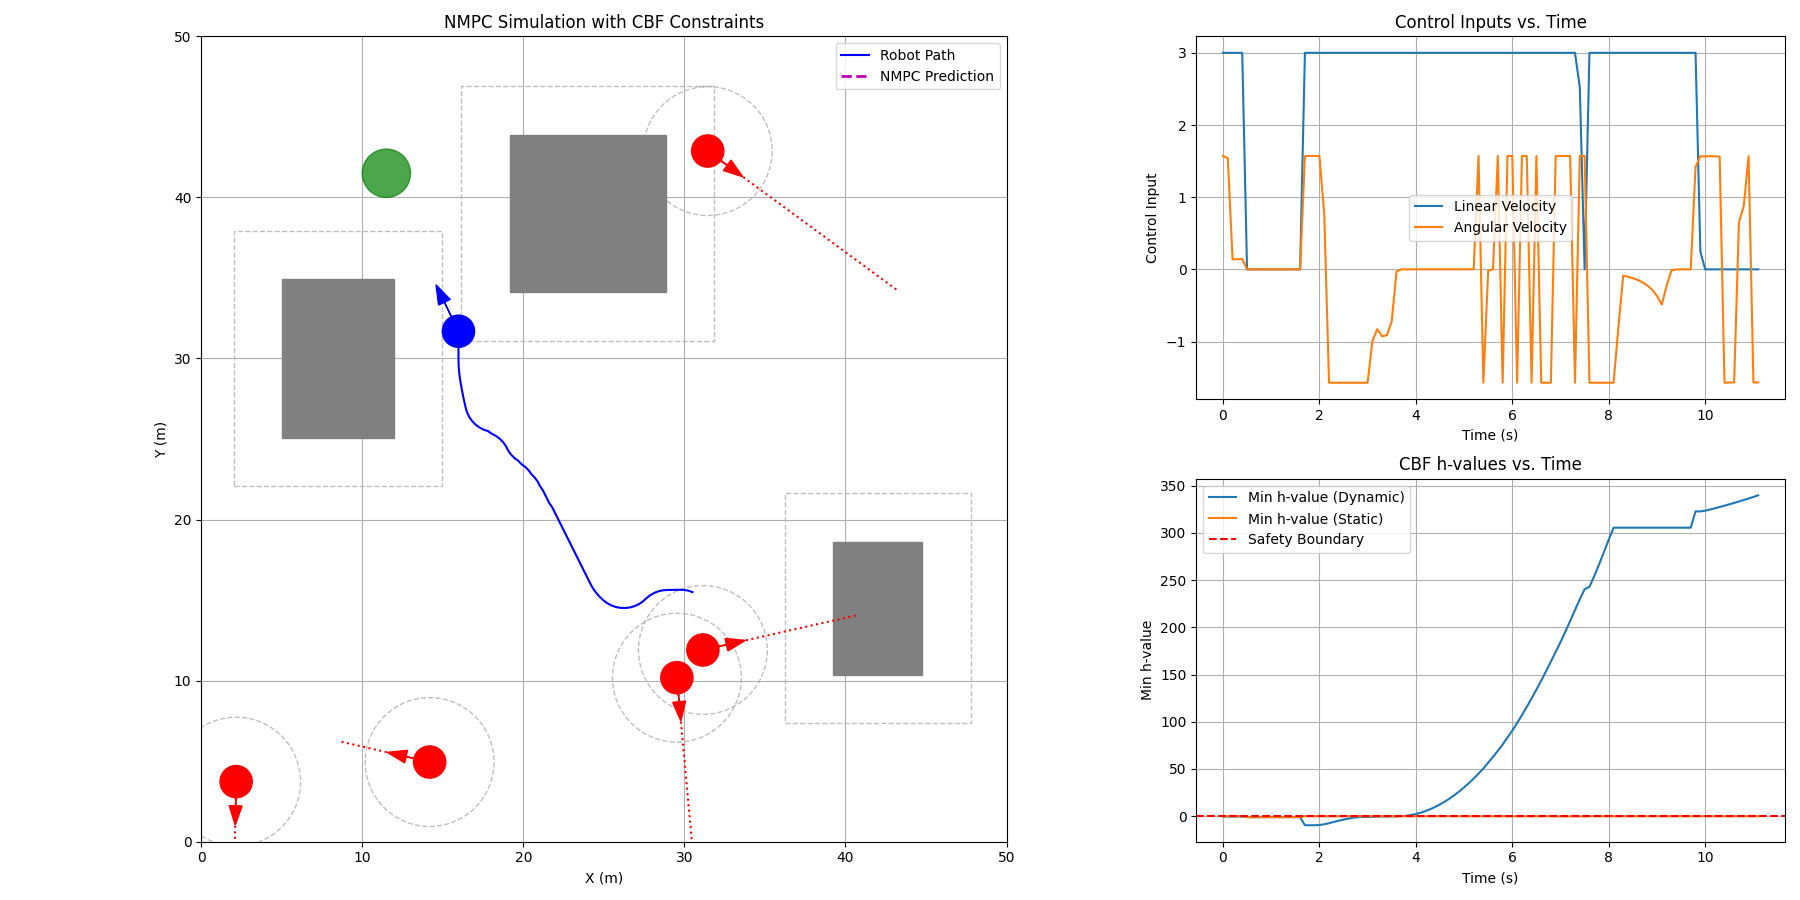 NMPC Simulation with CBF Constraints
50
40
30
20
10
0
Y (m)
Robot Path
NMPC Prediction
0 10 20 30 40 50
X (m)
Control Inputs vs. Time
3
2
1
0
−1
Control Input
Linear Velocity
Angular Velocity
0 2 4 6 8 10
Time (s)
CBF h-values vs. Time
350
300
250
200
150
100
50
0
Min h-value
Min h-value (Dynamic)
Min h-value (Static)
Safety Boundary
0 2 4 6 8 10
Time (s)